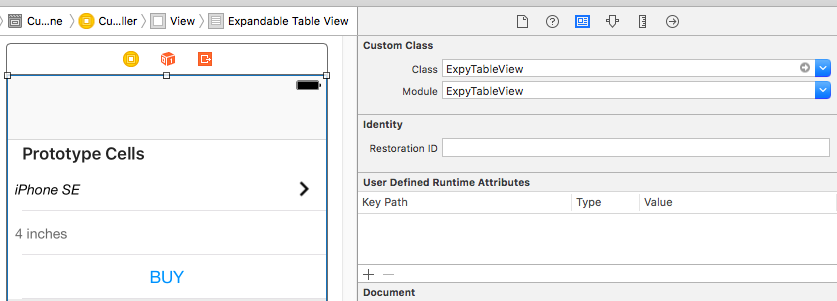 Cu...ne Cu...ller View Expandable Table View
Custom Class
Class ExpyTableView
Module ExpyTableView
Identity
Restoration ID
User Defined Runtime Attributes
Key Path Type Value
Document
Prototype Cells
iPhone SE
4 inches
BUY